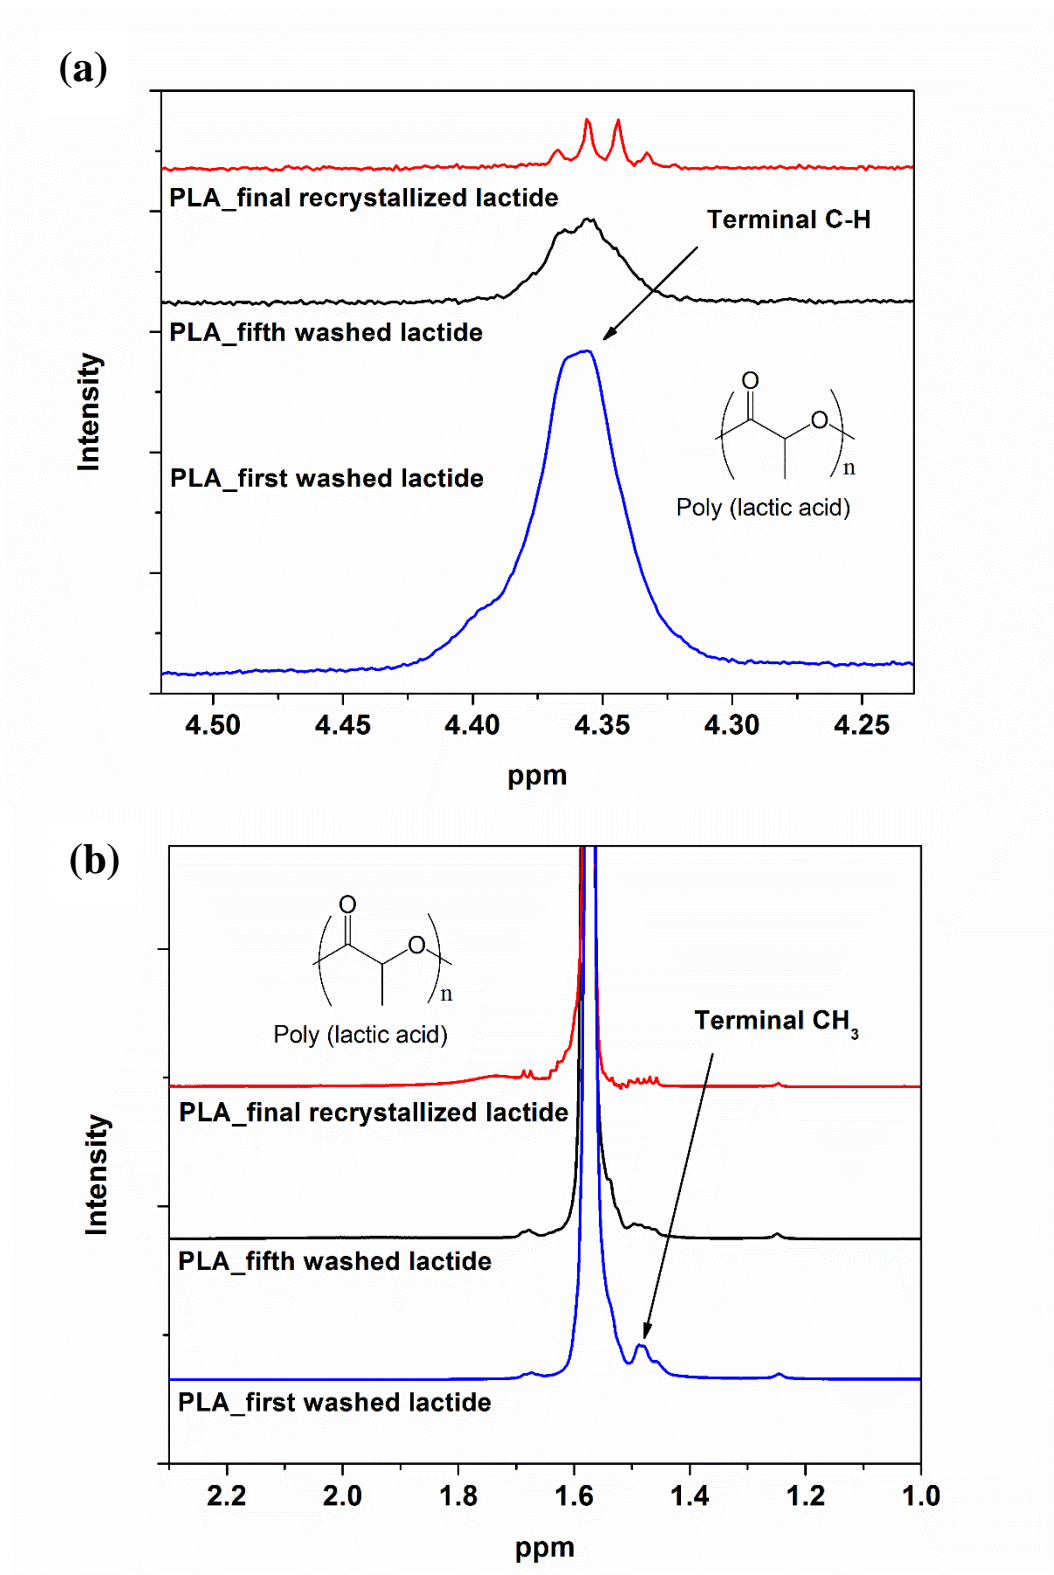 (a)
PLA_final recrystallized lactide
Terminal C-H
PLA_fifth washed lactide
O
O
n
PLA_first washed lactide
Poly (lactic acid)
Intensity
4.50 4.45 4.40 4.35 4.30 4.25
ppm
(b)
O
O
n
Poly (lactic acid)
Terminal CH3
PLA_final recrystallized lactide
Intensity
PLA_fifth washed lactide
PLA_first washed lactide
2.2 2.0 1.8 1.6 1.4 1.2 1.0
ppm